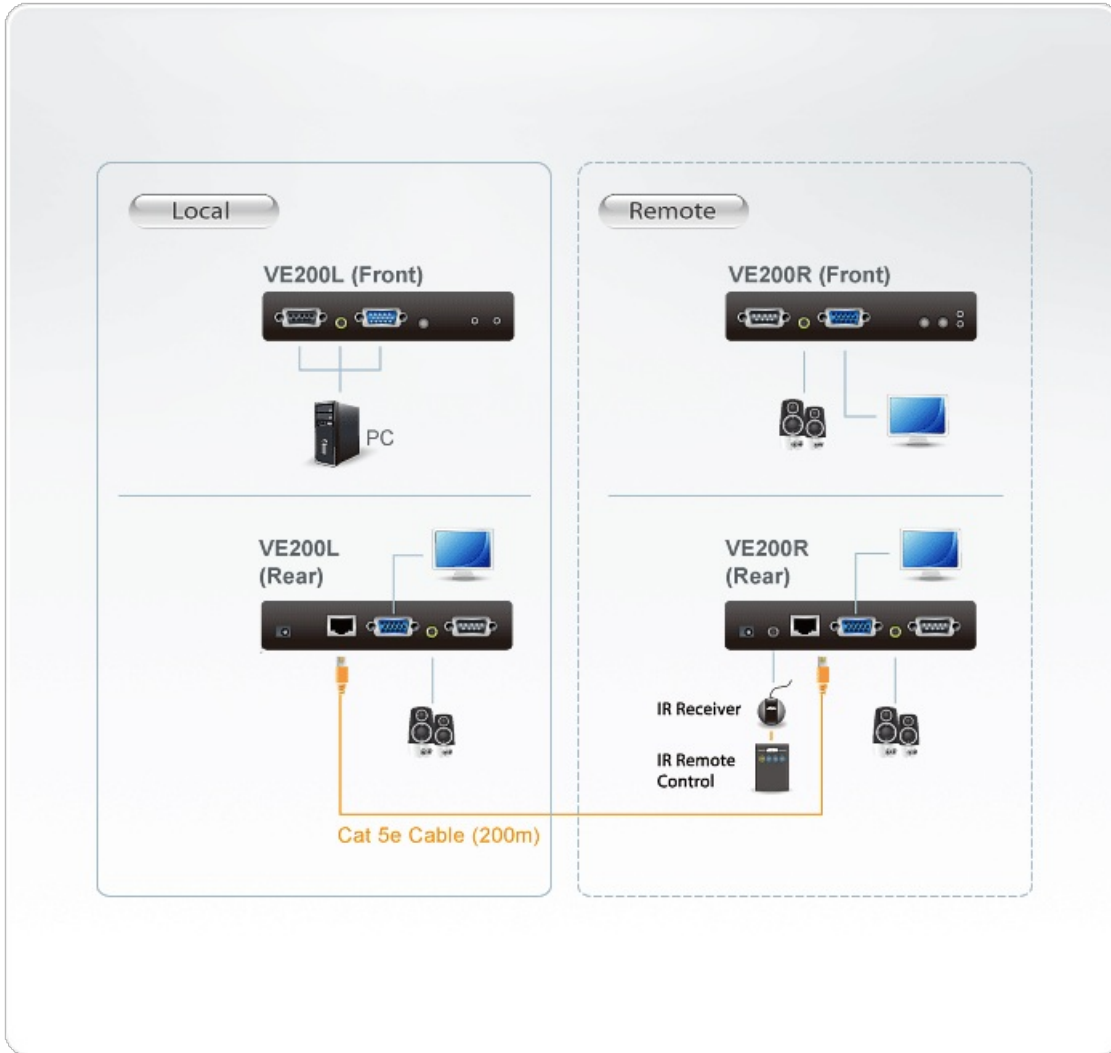 Local
VE200L (Front)
PC
VE200L
(Rear)
Cat 5e Cable (200m)
Remote
VE200R (Front)
VE200R
(Rear)
IR Receiver
IR Remote
Control